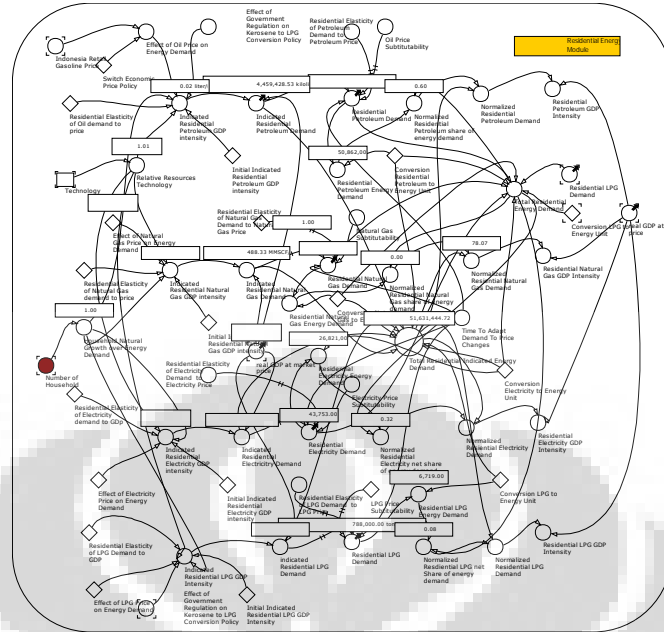 Effect of
Government
Regulation on
Kerosene to LPG
Conversion Policy
Residential Elasticity
of Petroleum
Demand to
Petroleum Price
Oil Price
Subtitutability
Residential Energy
Module
Indonesia Retail
Gasoline Price
Effect of Oil Price on
Energy Demand
Switch Economic
Price Policy
0.02 liter/
4,459,428.53 kilolit
0.60
Residential Elasticity
of Oil demand to
price
Indicated
Residential
Petroleum GDP
intensity
Indicated
Residential
Petroleum Demand
Residential
Petroleum Demand
Normalized
Residential
Petroleum share of
energy demand
Normalized
Residential
Petroleum Demand
Residential
Petroleum GDP
Intensity
1.01
50,862,00
Relative Resources
Technology
Technology
Initial Indicated
Residential
Petroleum GDP
intensity
Residential
Petroleum Energy
Demand
Conversion
Residential
Petroleum to
Energy Unit
Residential LPG
Demand
Total Residential
Energy Demand
Conversion LPG to
Energy Unit
real GDP at
price
Residential Elasticity
of Natural Gas
Demand to Natural
Gas Price
1.00
Natural Gas
Subtitutability
Effect of Natural
Gas Price on Energy
Demand
488.33 MMSCF/
0.00
78.07
Residential Elasticity
of Natural Gas
demand to price
Indicated
Residential Natural
Gas GDP intensity
Indicated
Residential Natural
Gas Demand
Residential Natural
Gas Demand
Normalized
Residential Natural
Gas share of energy
demand
Normalized
Residential Natural
Gas Demand
Residential Natural
Gas GDP Intensity
1.00
Household Natural
Growth over Energy
Demand
Residential Natural
Gas Energy Demand
51,631,444.72
26,821,00
Residential Natural
Gas GDP intensity
real GDP at market
price
Time To Adapt
Demand To Price
Changes
Total Residential Indicated Energy
Demand
Number of
Household
Residential Elasticity
of Electricity
Demand to
Electricity Price
Residential
Electricity Energy
Demand
Electricity Price
Subtitutability
Conversion
Electricity to Energy
Unit
Residential Elasticity
of Electricity
demand to GDp
43,753.00
0.32
Indicated
Residential
Electricity GDP
intensity
Indicated
Residential
Electricity Demand
Residential
Electricity Demand
Normalized
Residential
Electricity net share
of energy demand
Normalized
Residential Electricity
Demand
Residential
Electricity GDP
Intensity
6,719.00
Effect of Electricity
Price on Energy
Demand
Initial Indicated
Residential
Electricity GDP
intensity
Residential Elasticity
of LPG Demand to
LPG Price
LPG Price
Subtitutability
Residential LPG
Energy Demand
Conversion LPG to
Energy Unit
788,000.00 ton
0.08
Residential Elasticity
of LPG Demand to
GDP
Indicated
Residential LPG GDP
Intensity
indicated
Residential LPG
Demand
Residential LPG
Demand
Normalized
Residential LPG net
Share of energy
demand
Normalized
Residential LPG
Demand
Residential LPG GDP
Intensity
Effect of LPG Price
on Energy Demand
Effect of
Government
Regulation on
Kerosene to LPG
Conversion Policy
Initial Indicated
Residential LPG GDP
Intensity